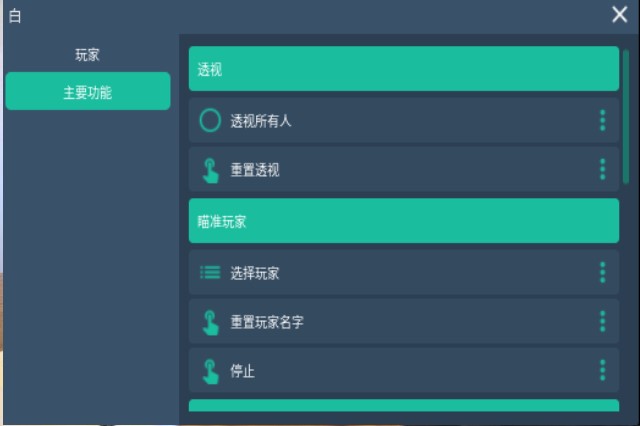 白
玩家
主要功能
透视
透视所有人
重置透视
瞄准玩家
选择玩家
重置玩家名字
停止